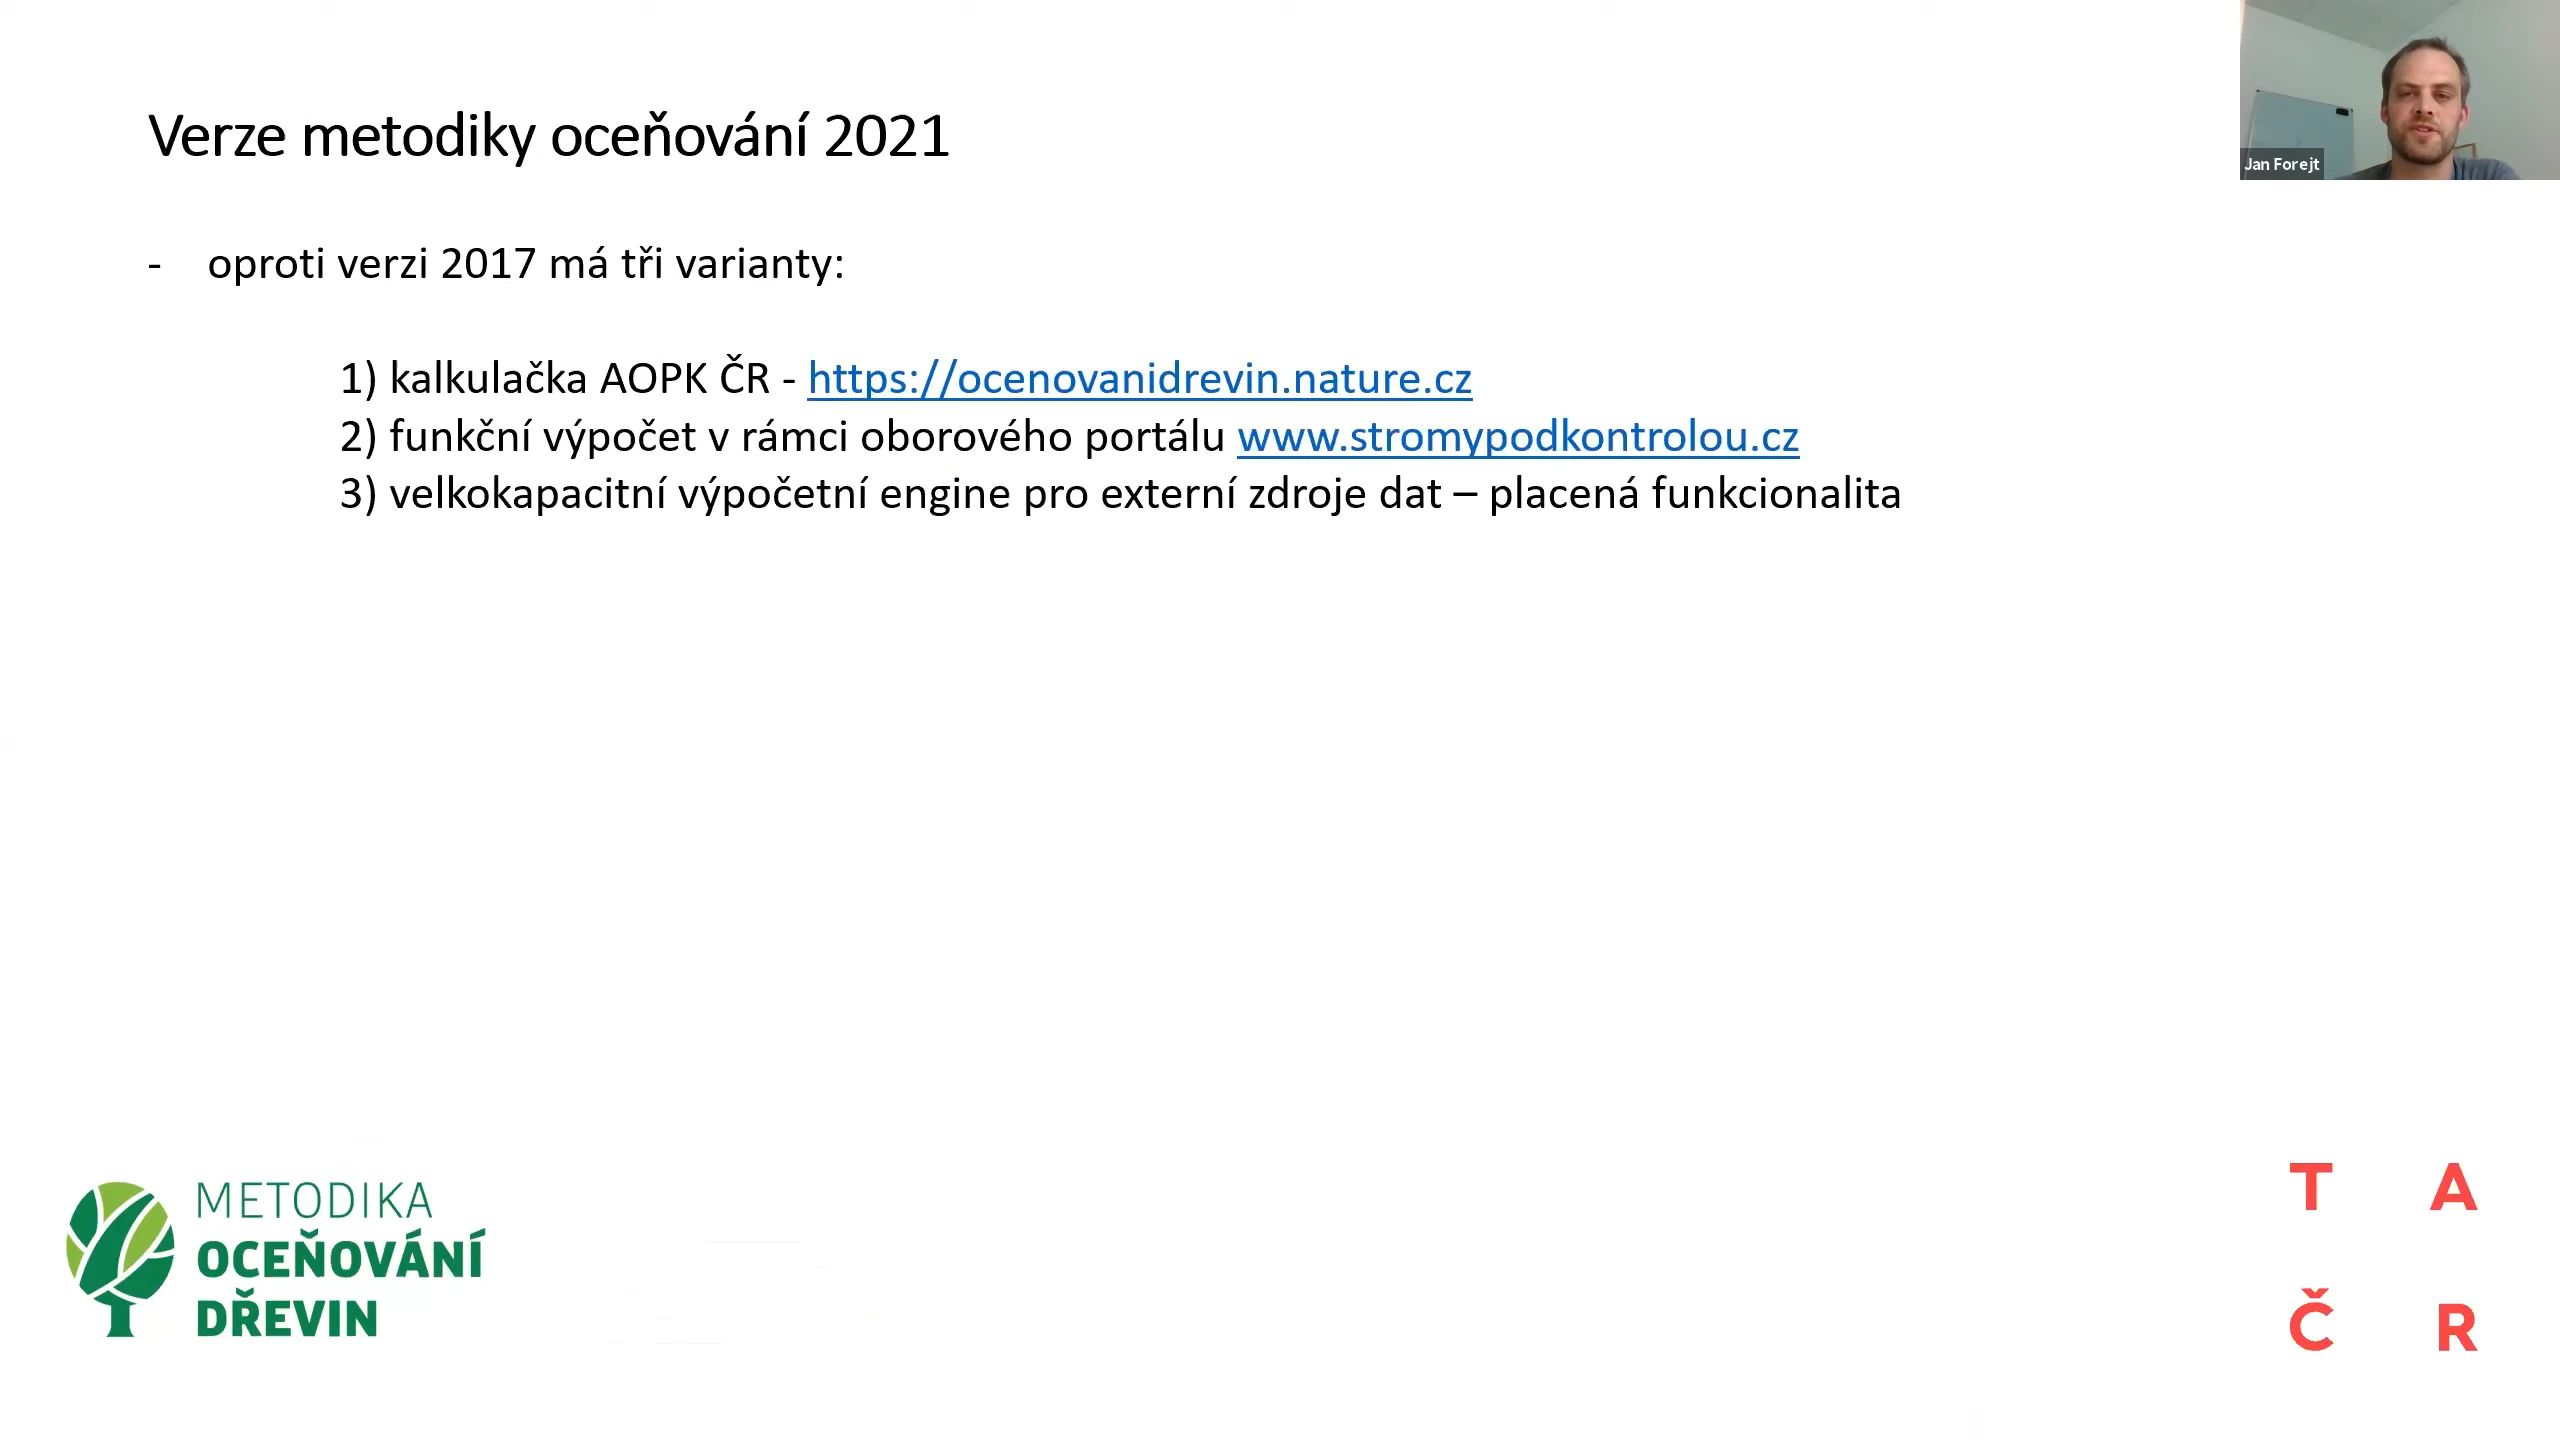 Verze metodiky oceňování 2021
Jan Forejt
- oproti verzi 2017 má tři varianty:
1) kalkulačka AOPK ČR - https://ocenovanidrevin.nature.cz
2) funkční výpočet v rámci oborového portálu www.stromypodkontrolou.cz
3) velkokapacitní výpočetní engine pro externí zdroje dat – placená funkcionalita
METODIKA
OCEŇOVÁNÍ
DŘEVIN
T A
Č R